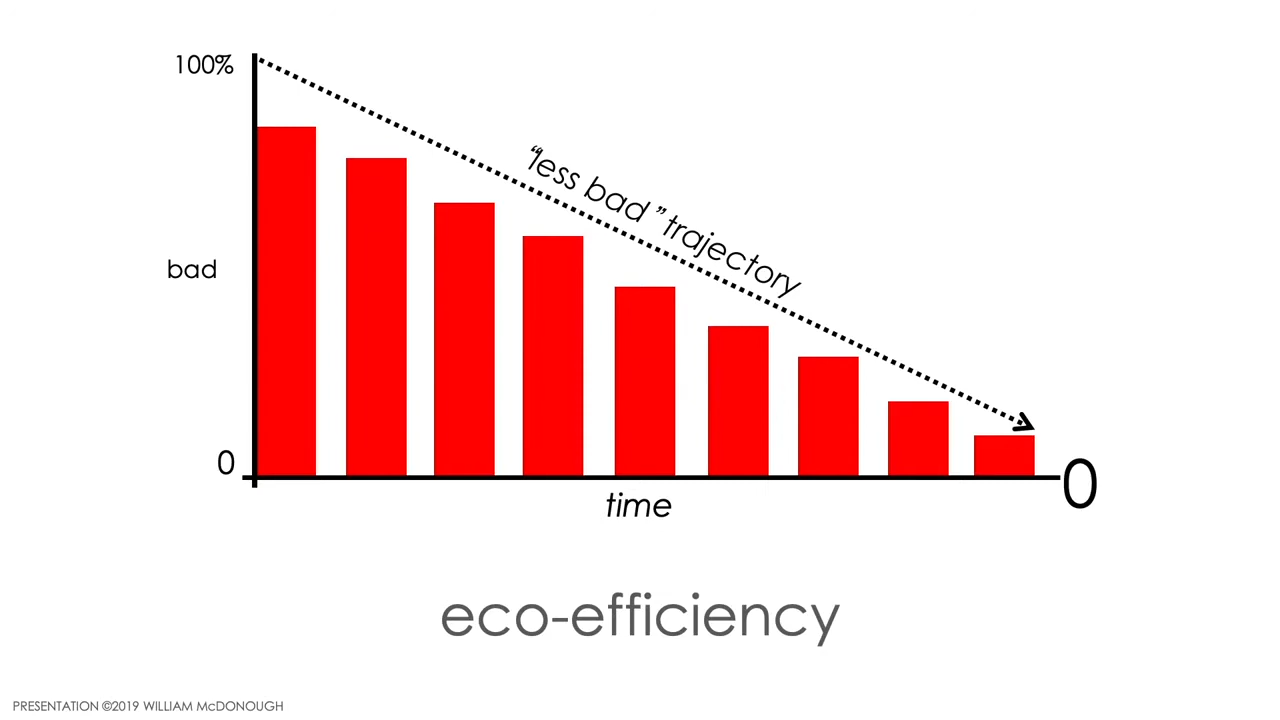 100%
“less bad” trajectory
bad
0
0
time
eco-efficiency
PRESENTATION ©2019 WILLIAM McDONOUGH